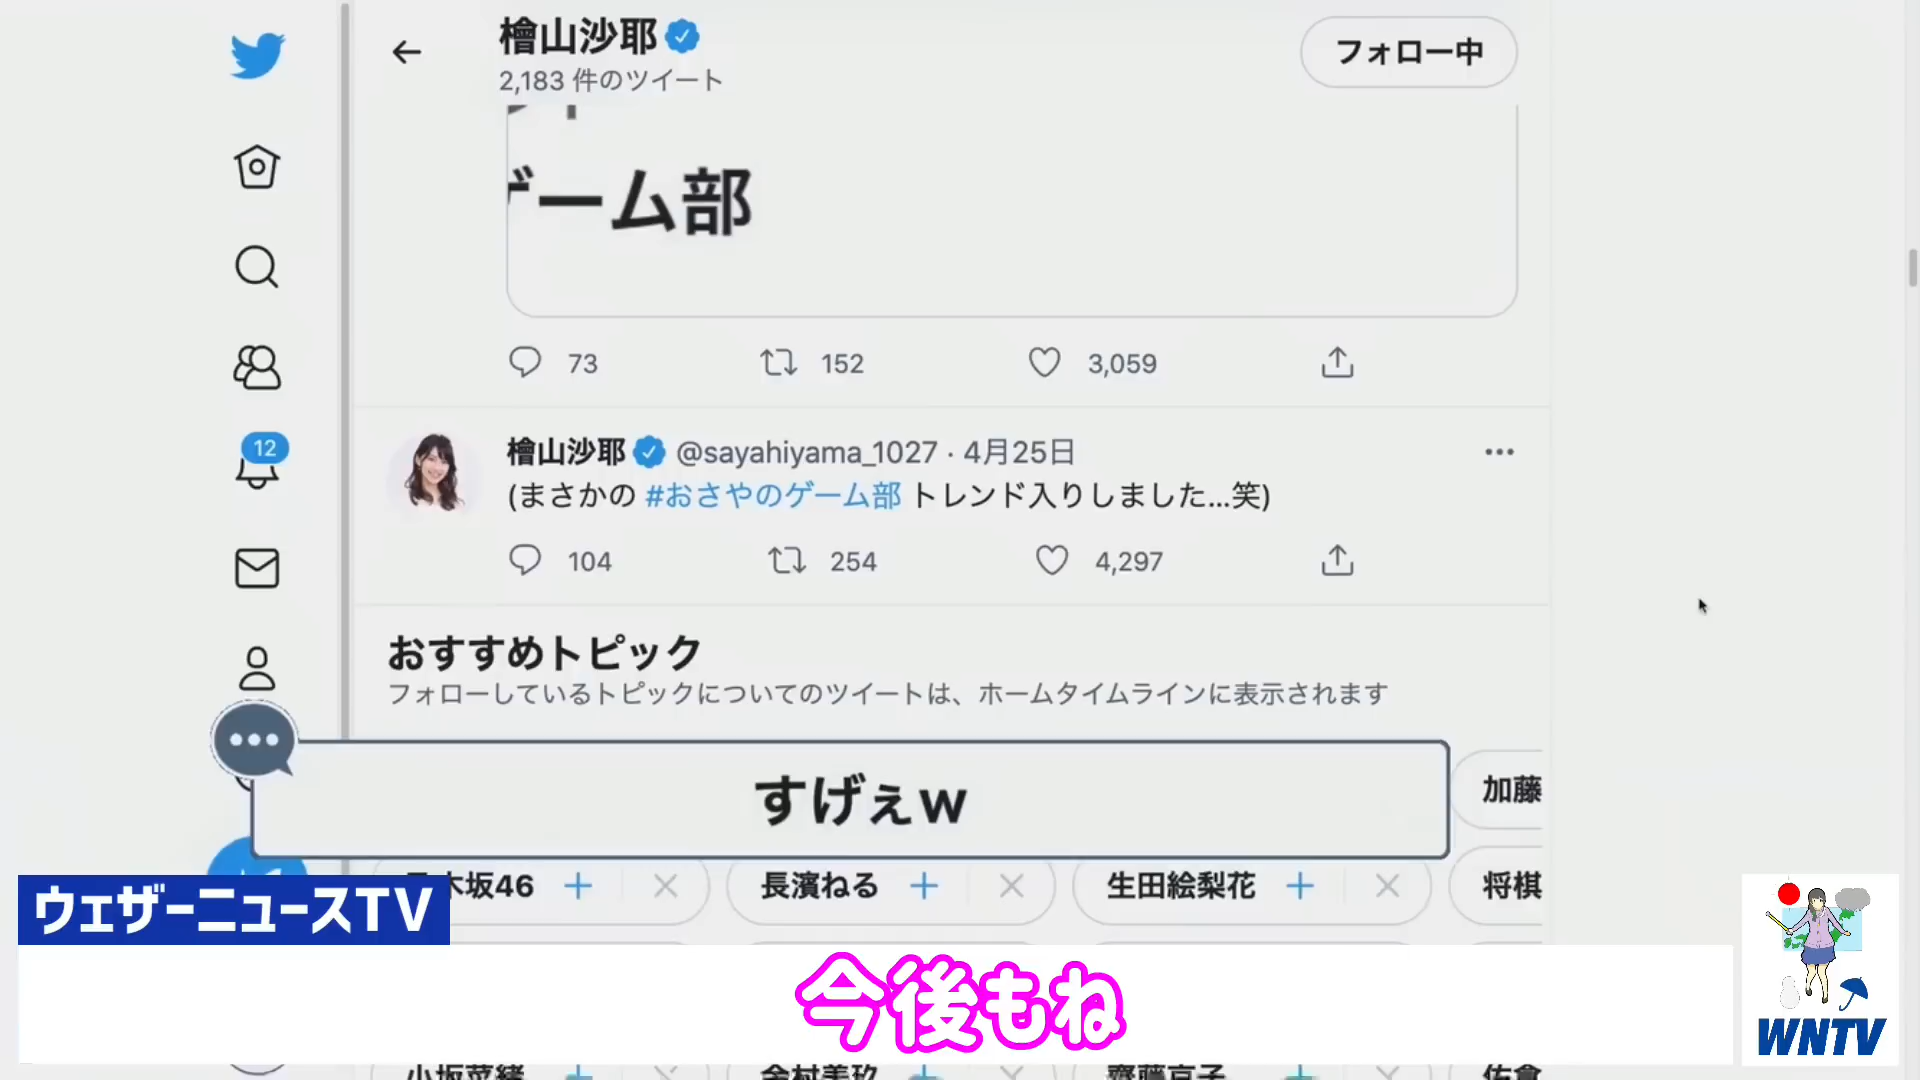 檜山沙耶
2,183 件のツイート
フォロー中
ゲーム部
73 152 3,059
12
檜山沙耶 @sayahiyama_1027 · 4月25日
(まさかの #おさやのゲーム部 トレンド入りしました...笑)
104 254 4,297
おすすめトピック
フォローしているトピックについてのツイートは、ホームタイムラインに表示されます
すげぇw
加藤
木坂46 + × 長濱ねる + × 生田絵梨花 + × 将棋
ウェザーニュースTV
今後もね
WNTV